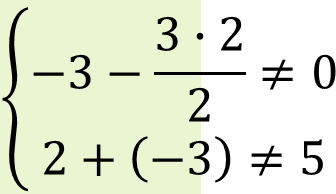 −3 − (3 · 2)/2 ≠ 0
2 + (−3) ≠ 5